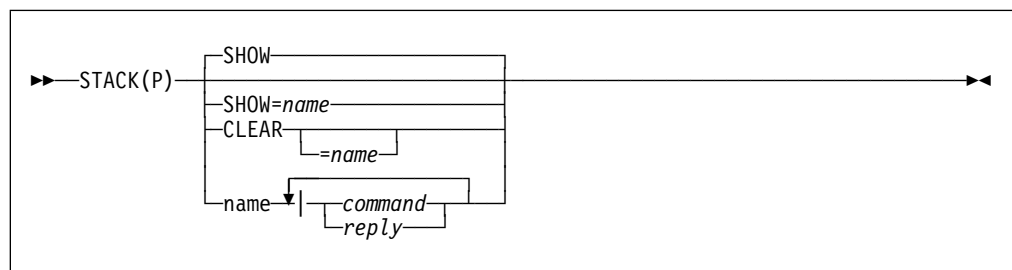 SHOW
STACK(P)
SHOW=name
CLEAR
=name
name | command
reply